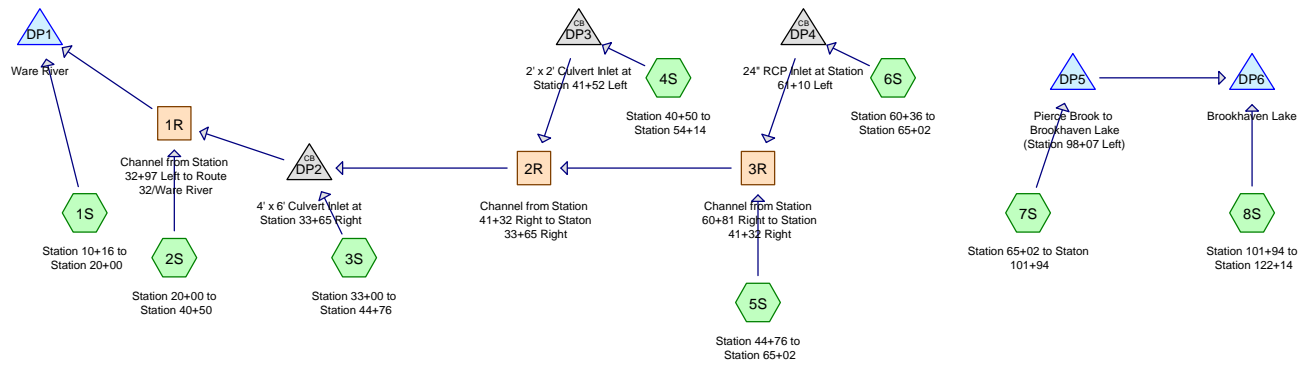 DP1
Ware River
1R
Channel from Station
32+97 Left to Route
32/Ware River
1S
Station 10+16 to
Station 20+00
2S
Station 20+00 to
Station 40+50
CB
DP2
4' x 6' Culvert Inlet at
Station 33+65 Right
3S
Station 33+00 to
Station 44+76
CB
DP3
2' x 2' Culvert Inlet at
Station 41+52 Left
4S
Station 40+50 to
Station 54+14
2R
Channel from Station
41+32 Right to Staton
33+65 Right
CB
DP4
24" RCP Inlet at Station
61+10 Left
6S
Station 60+36 to
Station 65+02
3R
Channel from Station
60+81 Right to Station
41+32 Right
5S
Station 44+76 to
Station 65+02
DP5
Pierce Brook to
Brookhaven Lake
(Station 98+07 Left)
7S
Station 65+02 to Staton
101+94
DP6
Brookhaven Lake
8S
Station 101+94 to
Station 122+14